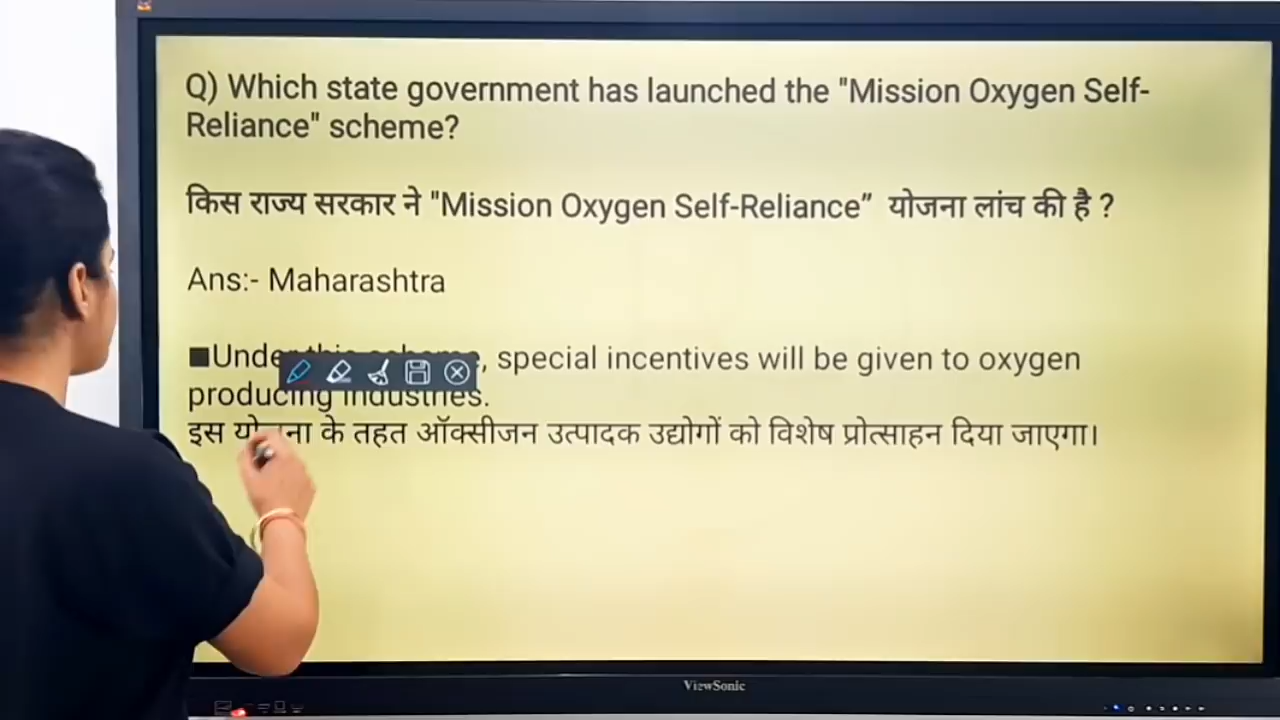 Q) Which state government has launched the "Mission Oxygen Self-
Reliance" scheme?
किस राज्य सरकार ने "Mission Oxygen Self-Reliance” योजना लांच की है ?
Ans:- Maharashtra
■Under this scheme, special incentives will be given to oxygen
producing industries.
इस योजना के तहत ऑक्सीजन उत्पादक उद्योगों को विशेष प्रोत्साहन दिया जाएगा।
ViewSonic